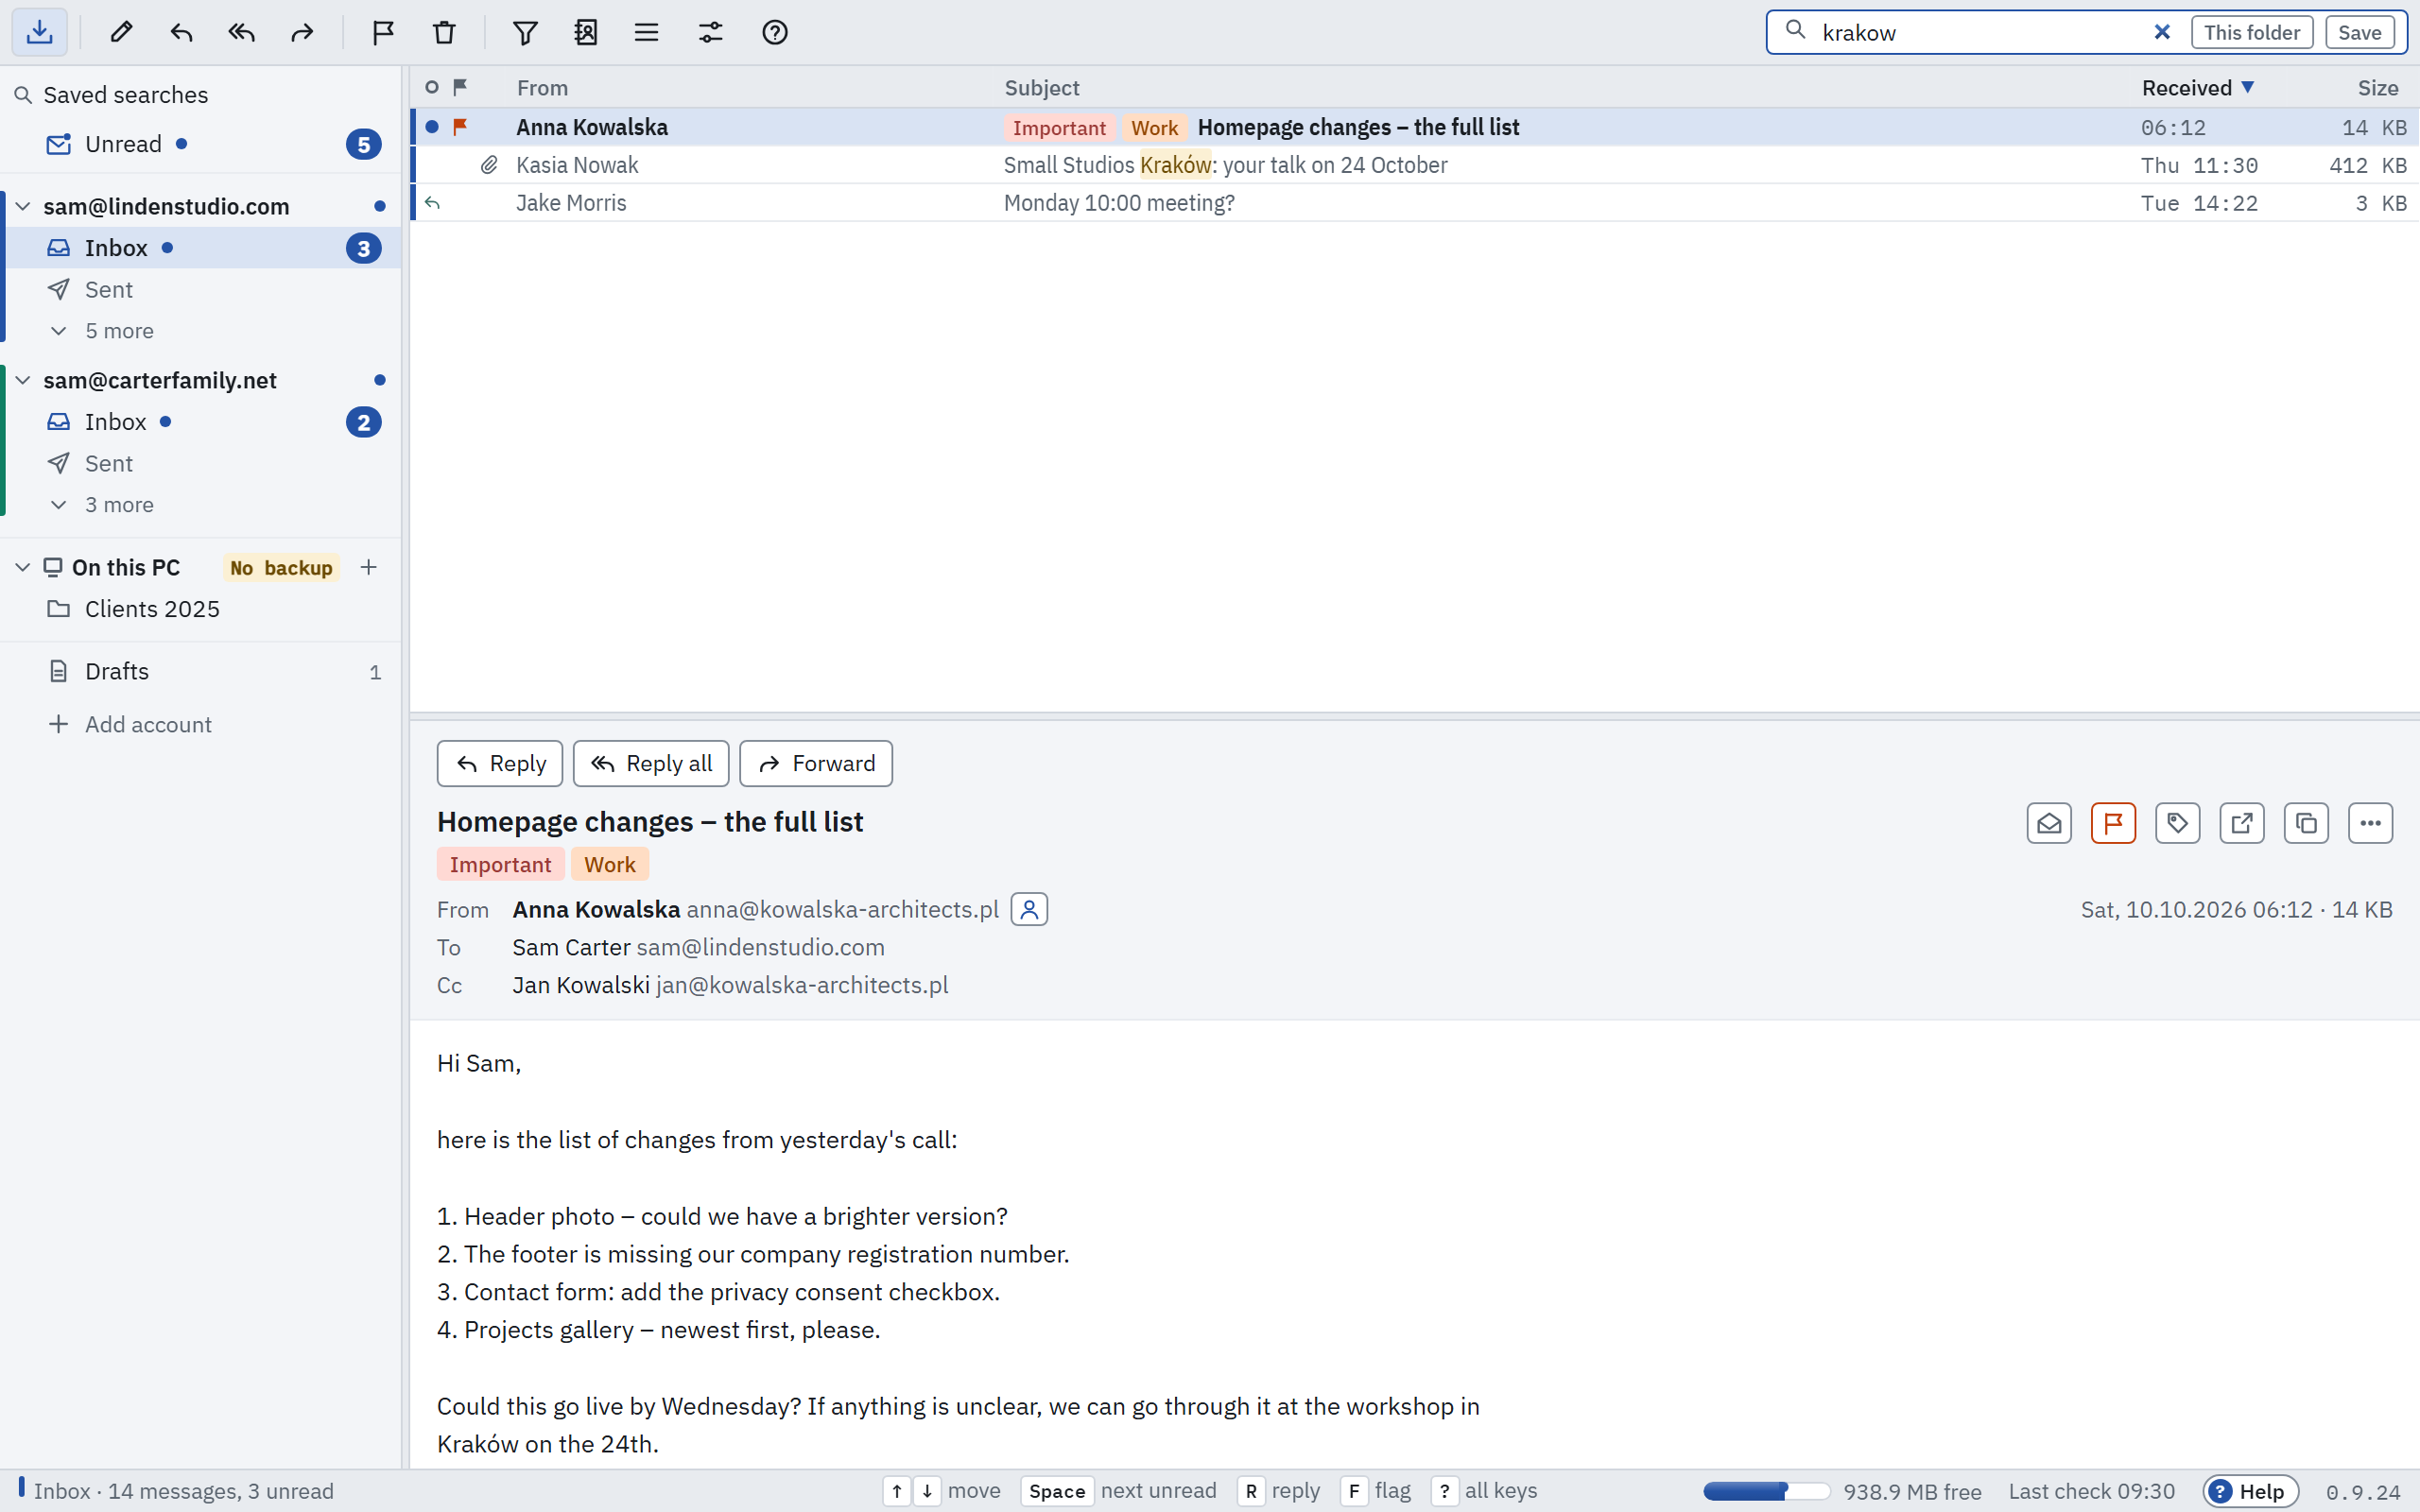 krakow
This folder
Save
Saved searches
Unread 5
sam@lindenstudio.com
Inbox 3
Sent
5 more
sam@carterfamily.net
Inbox 2
Sent
3 more
On this PC No backup
Clients 2025
Drafts 1
Add account
From Subject Received Size
Anna Kowalska Important Work Homepage changes – the full list 06:12 14 KB
Kasia Nowak Small Studios Kraków: your talk on 24 October Thu 11:30 412 KB
Jake Morris Monday 10:00 meeting? Tue 14:22 3 KB
Reply Reply all Forward
Homepage changes – the full list
Important Work
From Anna Kowalska anna@kowalska-architects.pl Sat, 10.10.2026 06:12 · 14 KB
To Sam Carter sam@lindenstudio.com
Cc Jan Kowalski jan@kowalska-architects.pl
Hi Sam,
here is the list of changes from yesterday's call:
1. Header photo – could we have a brighter version?
2. The footer is missing our company registration number.
3. Contact form: add the privacy consent checkbox.
4. Projects gallery – newest first, please.
Could this go live by Wednesday? If anything is unclear, we can go through it at the workshop in
Kraków on the 24th.
Inbox · 14 messages, 3 unread ↑ ↓ move Space next unread R reply F flag ? all keys 938.9 MB free Last check 09:30 ? Help 0.9.24